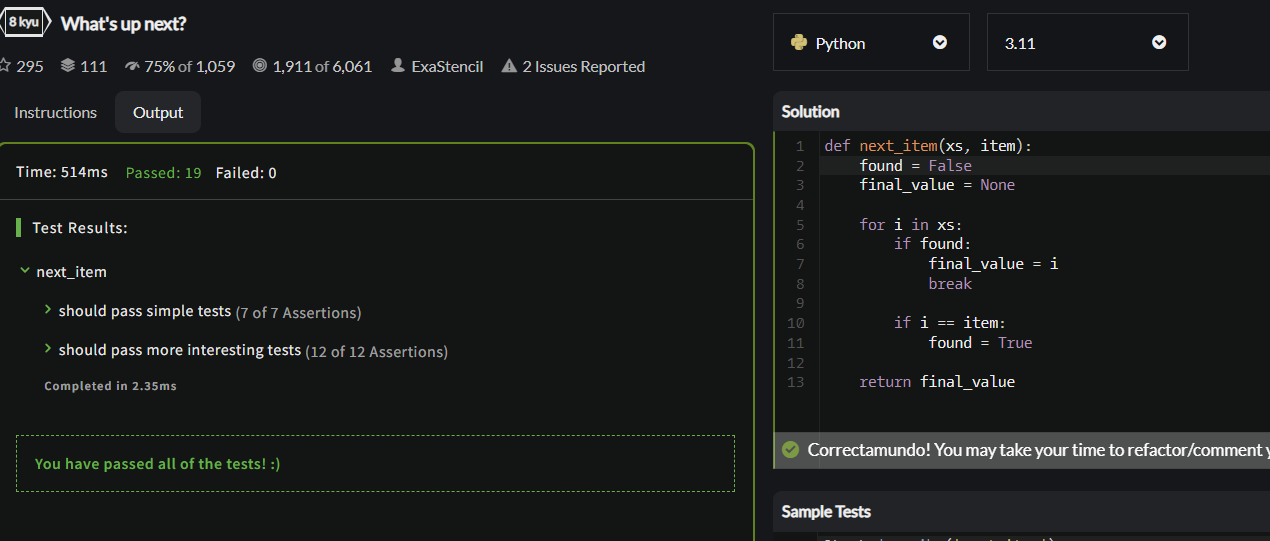 8 kyu What's up next?
295 111 75% of 1,059 1,911 of 6,061 ExaStencil 2 Issues Reported
Instructions Output
Time: 514ms Passed: 19 Failed: 0
Test Results:
next_item
should pass simple tests (7 of 7 Assertions)
should pass more interesting tests (12 of 12 Assertions)
Completed in 2.35ms
You have passed all of the tests! :)
Python 3.11
Solution
1 def next_item(xs, item):
2     found = False
3     final_value = None
4
5     for i in xs:
6         if found:
7             final_value = i
8             break
9
10         if i == item:
11             found = True
12
13     return final_value
Correctamundo! You may take your time to refactor/comment
Sample Tests